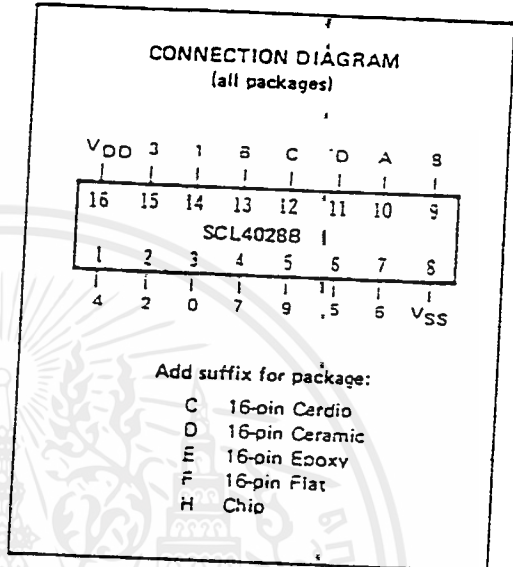 CONNECTION DIAGRAM
(all packages)
VDD 3 1 B C D A 8
16 15 14 13 12 11 10 9
SCL4028B
1 2 3 4 5 6 7 8
4 2 0 7 9 5 6 VSS
Add suffix for package:
C 16-pin Cerdip
D 16-pin Ceramic
E 16-pin Epoxy
F 16-pin Flat
H Chip